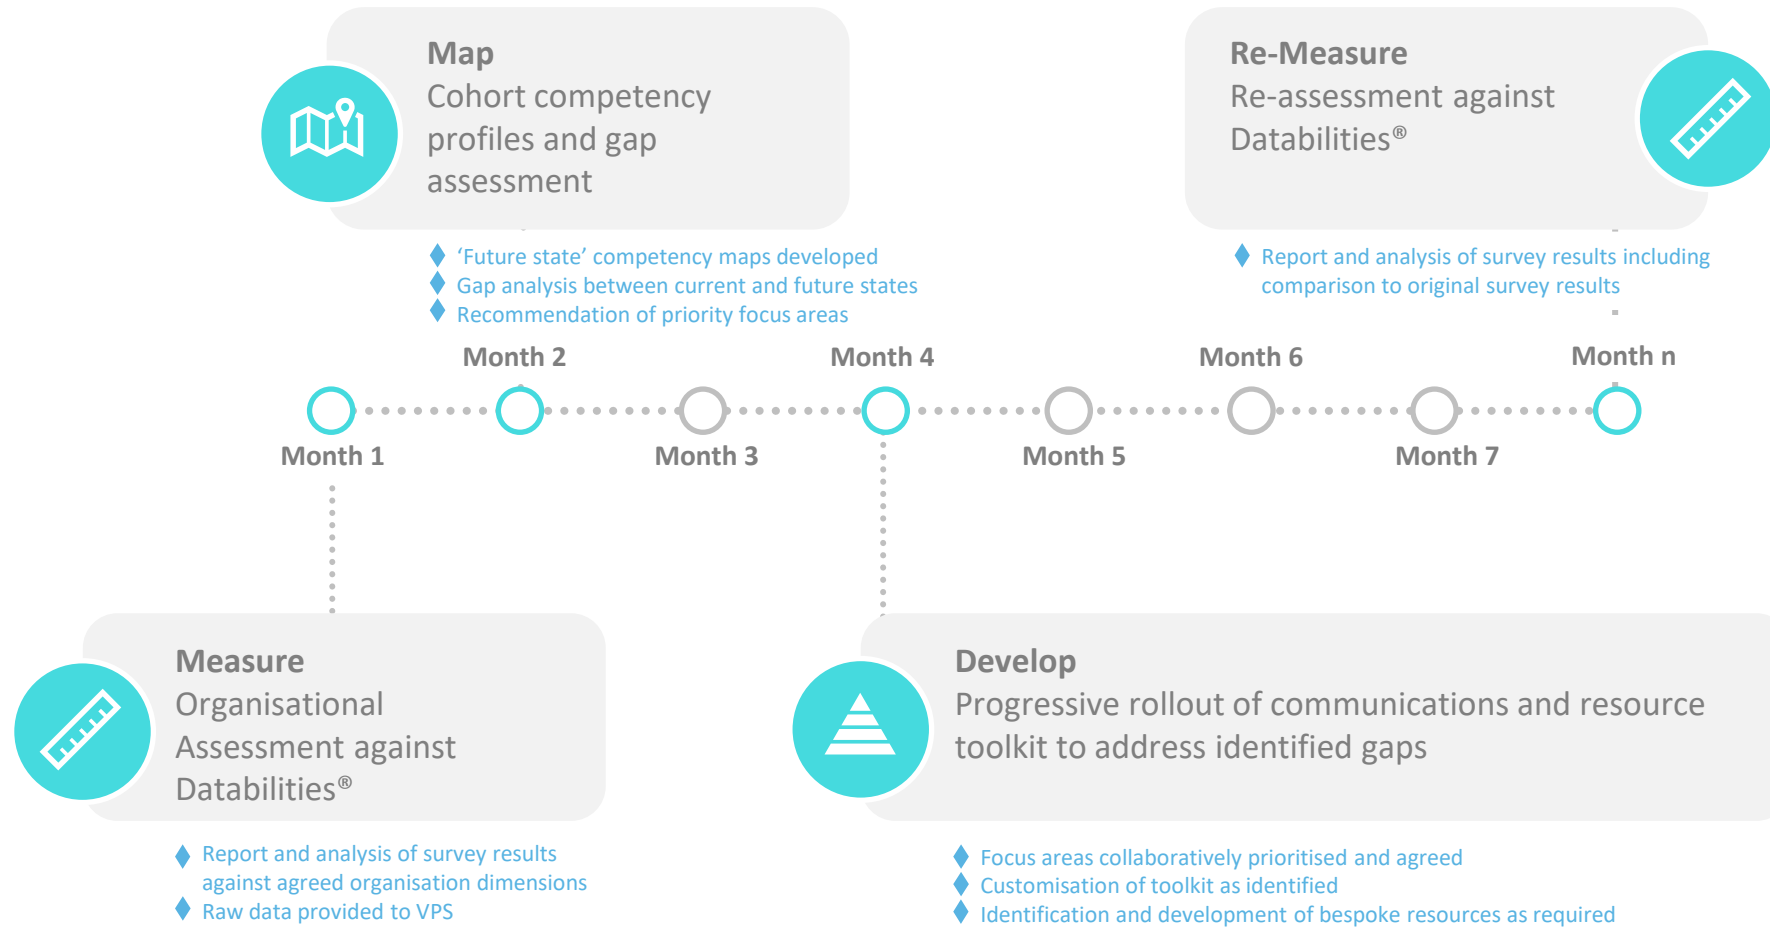 Map
Cohort competency
profiles and gap
assessment
Re-Measure
Re-assessment against
Databilities®
‘Future state’ competency maps developed
Gap analysis between current and future states
Recommendation of priority focus areas
Report and analysis of survey results including
comparison to original survey results
Month 2
Month 4
Month 6
Month n
Month 1
Month 3
Month 5
Month 7
Measure
Organisational
Assessment against
Databilities®
Develop
Progressive rollout of communications and resource
toolkit to address identified gaps
Report and analysis of survey results
against agreed organisation dimensions
Raw data provided to VPS
Focus areas collaboratively prioritised and agreed
Customisation of toolkit as identified
Identification and development of bespoke resources as required